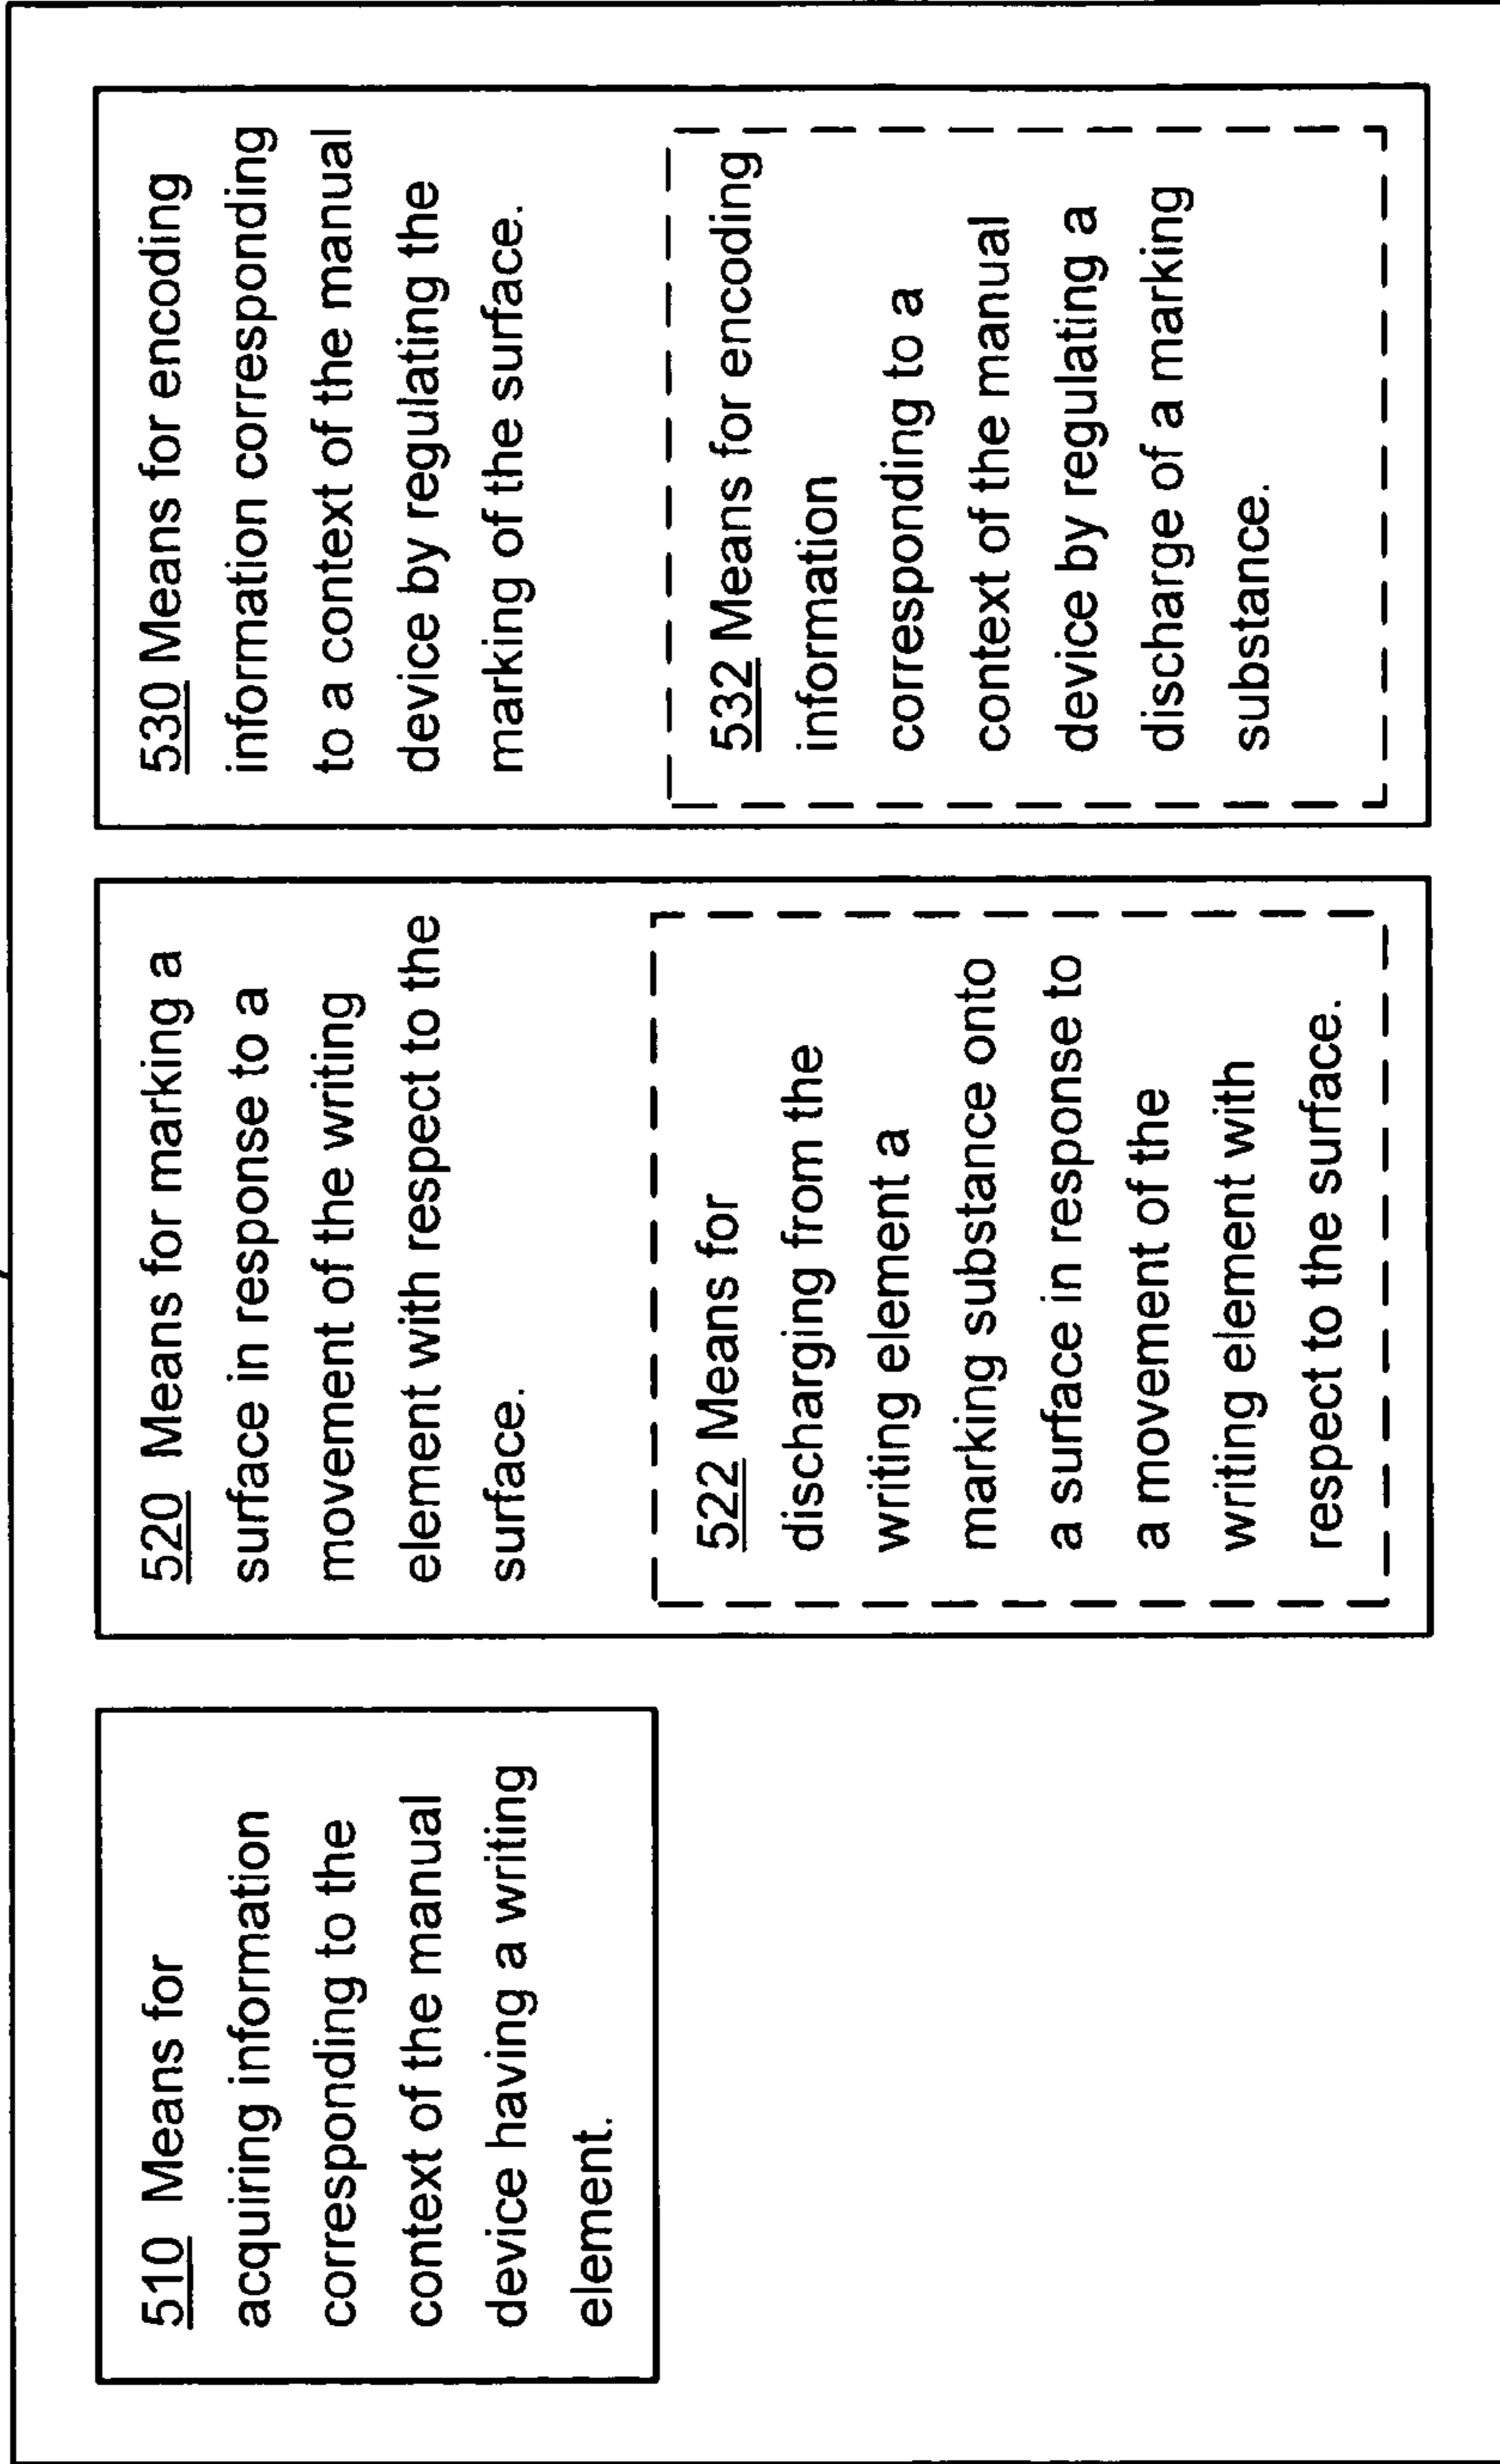 510 Means for
acquiring information
corresponding to the
context of the manual
device having a writing
element.
520 Means for marking a
surface in response to a
movement of the writing
element with respect to the
surface.
522 Means for
discharging from the
writing element a
marking substance onto
a surface in response to
a movement of the
writing element with
respect to the surface.
530 Means for encoding
information corresponding
to a context of the manual
device by regulating the
marking of the surface.
532 Means for encoding
information
corresponding to a
context of the manual
device by regulating a
discharge of a marking
substance.